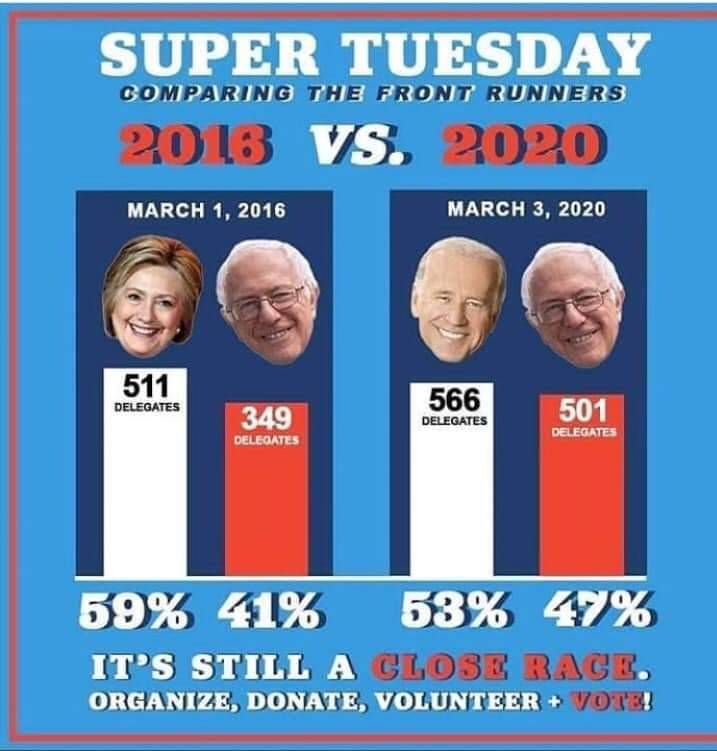 SUPER TUESDAY
COMPARING THE FRONT RUNNERS
2016 VS. 2020
MARCH 1, 2016
MARCH 3, 2020
511
DELEGATES
349
DELEGATES
566
DELEGATES
501
DELEGATES
59% 41% 53% 47%
IT'S STILL A CLOSE RACE.
ORGANIZE, DONATE, VOLUNTEER + VOTE!